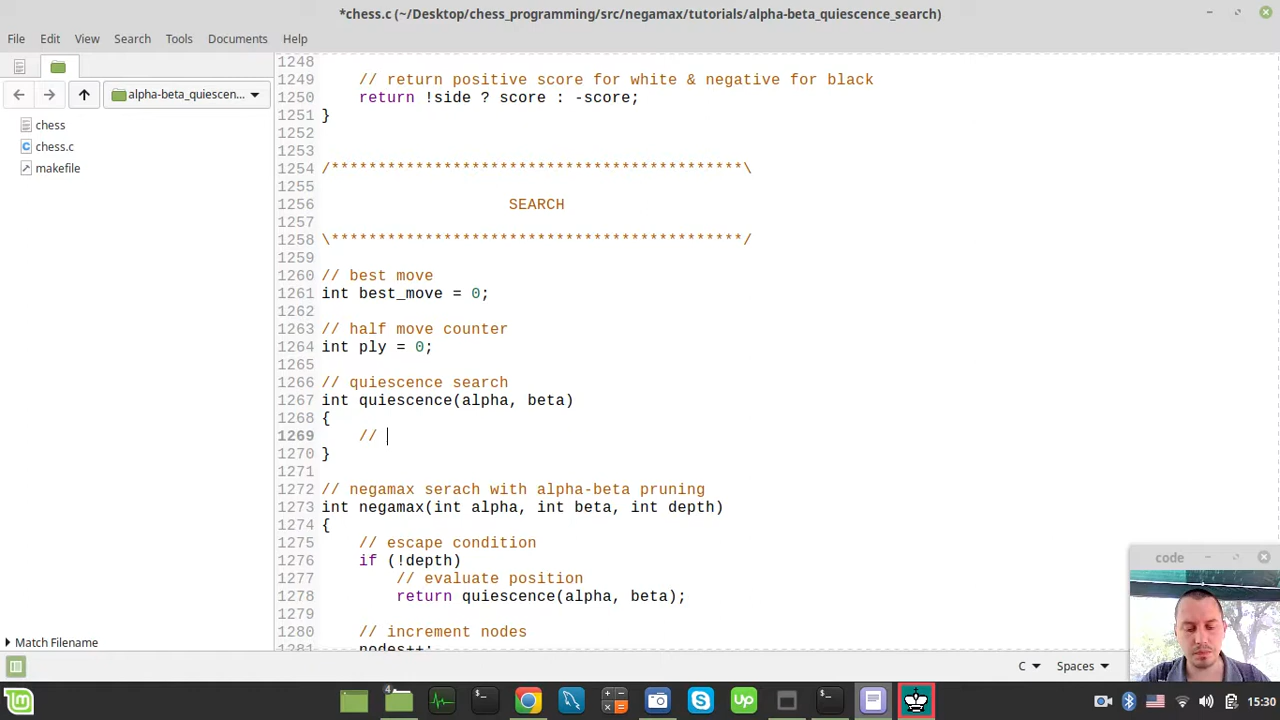 *chess.c (~/Desktop/chess_programming/src/negamax/tutorials/alpha-beta_quiescence_search)
File Edit View Search Tools Documents Help
alpha-beta_quiescen...
chess
chess.c
makefile
Match Filename
1248
1249     // return positive score for white & negative for black
1250     return !side ? score : -score;
1251 }
1252
1253
1254 /********************************************\
1255
1256                     SEARCH
1257
1258 \********************************************/
1259
1260 // best move
1261 int best_move = 0;
1262
1263 // half move counter
1264 int ply = 0;
1265
1266 // quiescence search
1267 int quiescence(alpha, beta)
1268 {
1269     //
1270 }
1271
1272 // negamax serach with alpha-beta pruning
1273 int negamax(int alpha, int beta, int depth)
1274 {
1275     // escape condition
1276     if (!depth)
1277         // evaluate position
1278         return quiescence(alpha, beta);
1279
1280     // increment nodes
1281     nodes++;
code
C Spaces
15:30